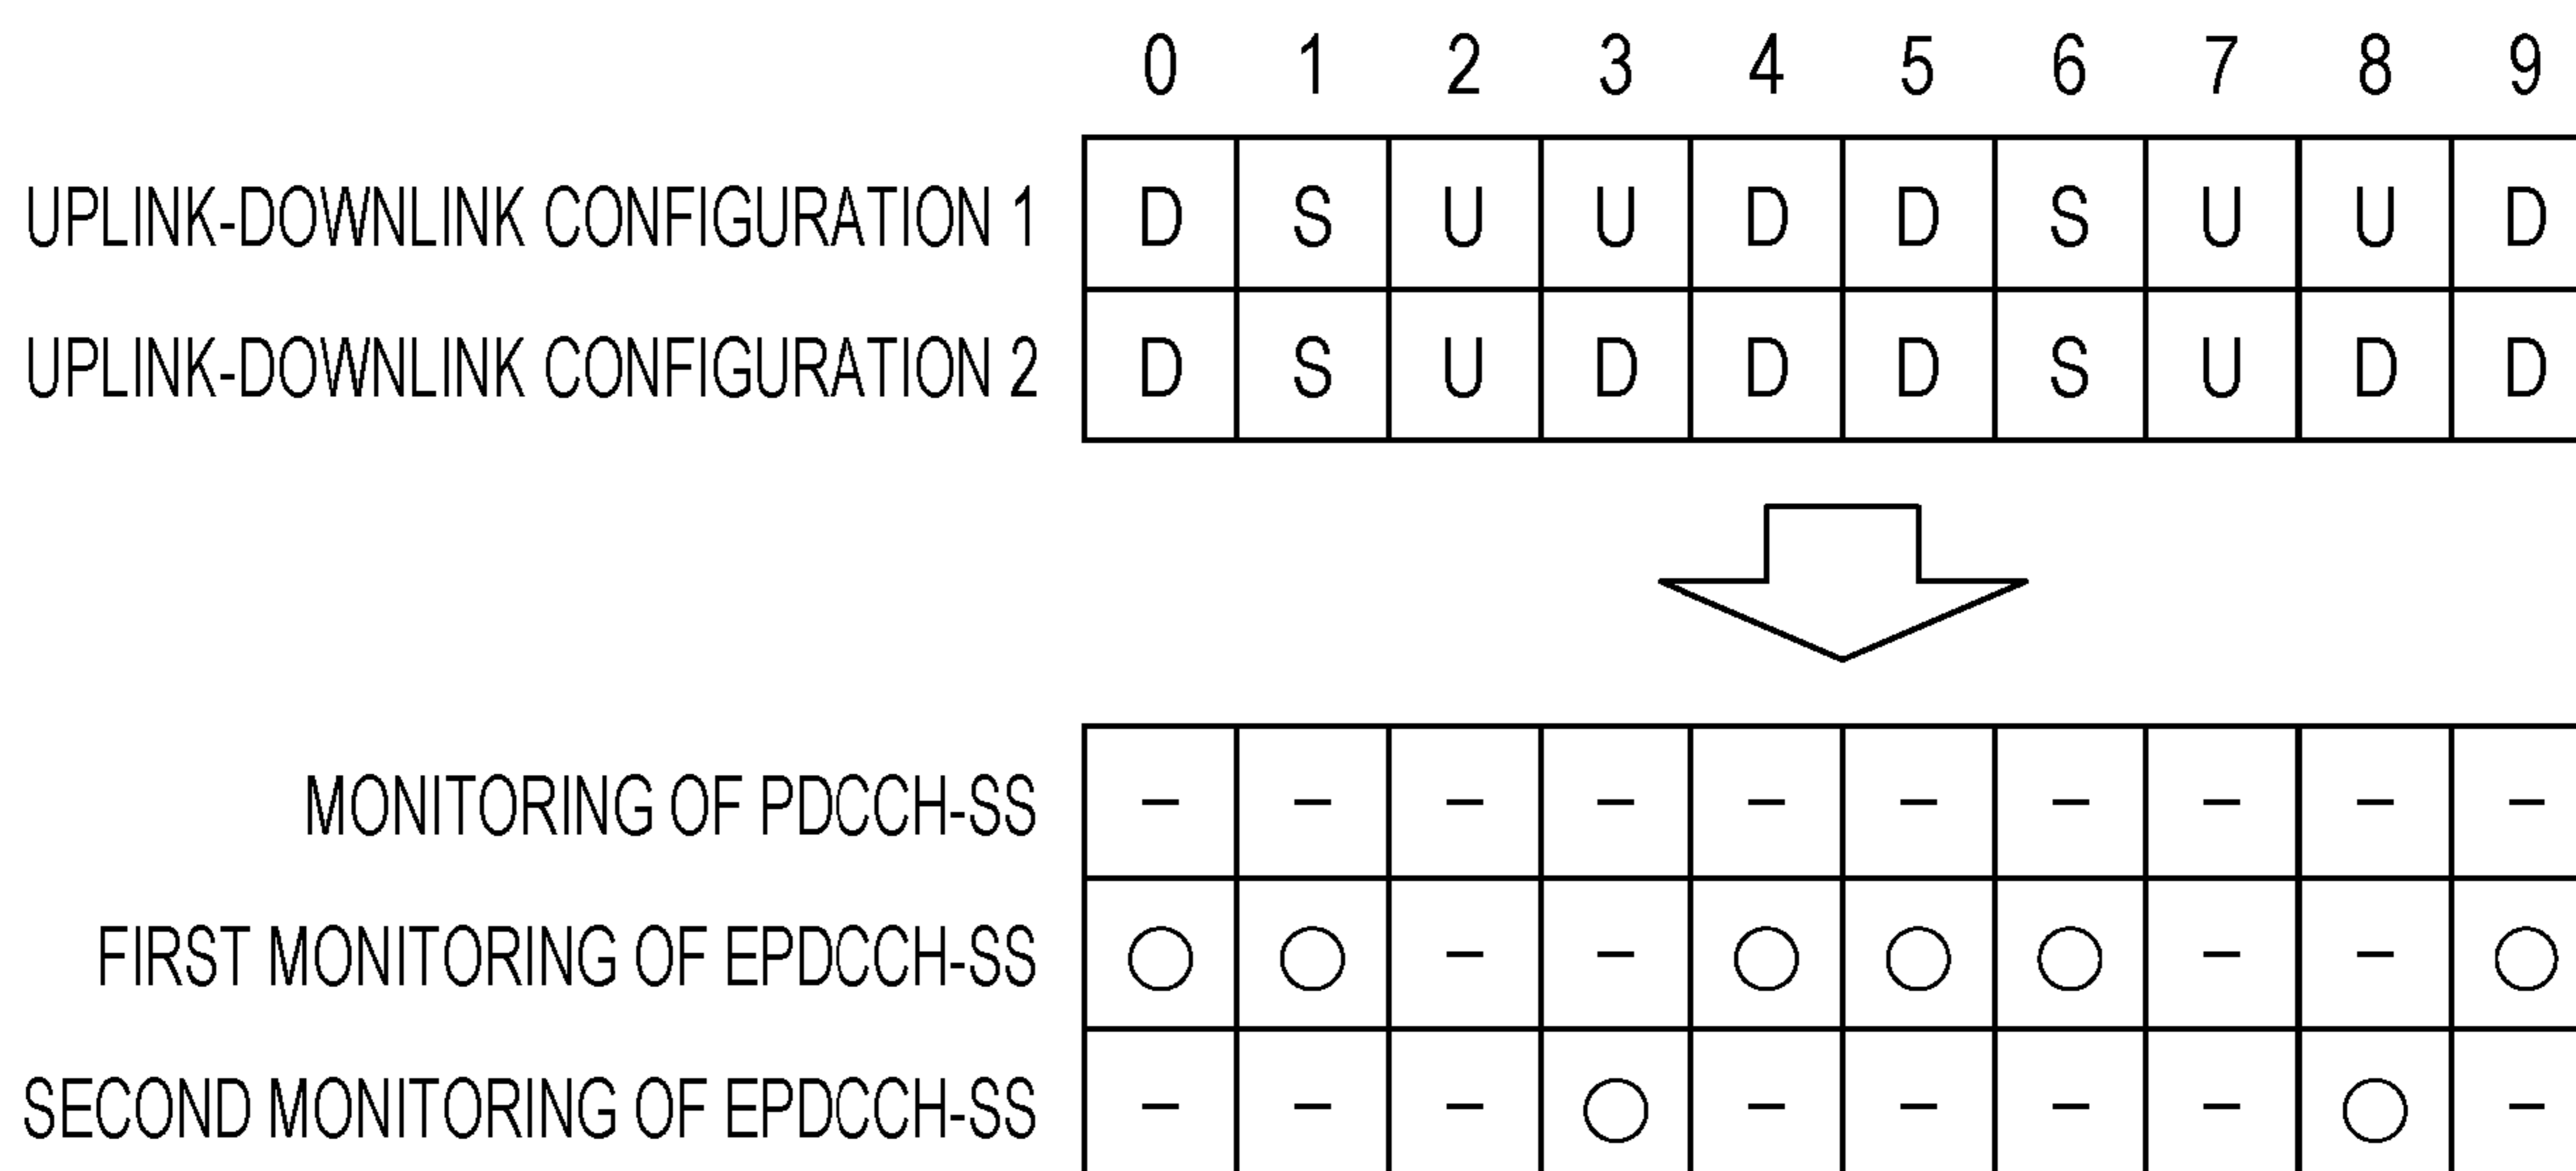 0 1 2 3 4 5 6 7 8 9
UPLINK-DOWNLINK CONFIGURATION 1 D S U U D D S U U D
UPLINK-DOWNLINK CONFIGURATION 2 D S U D D D S U D D
MONITORING OF PDCCH-SS – – – – – – – – – –
FIRST MONITORING OF EPDCCH-SS ○ ○ – – ○ ○ ○ – – ○
SECOND MONITORING OF EPDCCH-SS – – – ○ – – – – ○ –